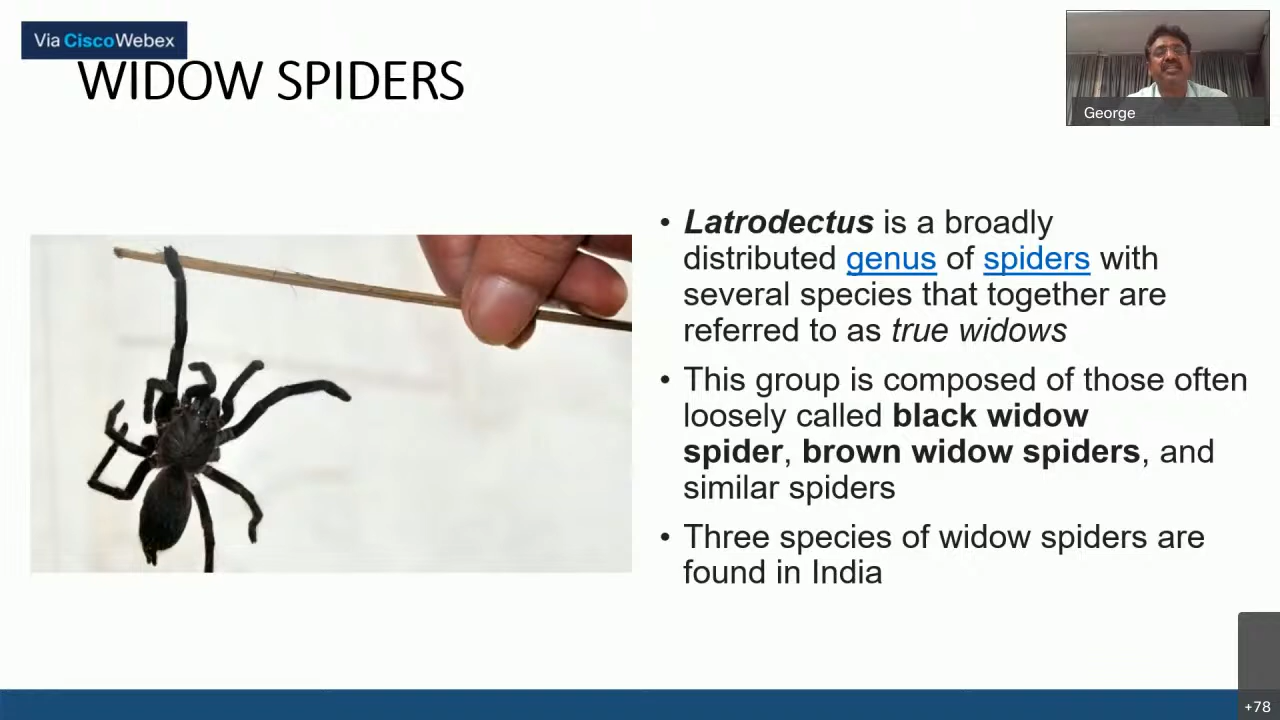 Via CiscoWebex
WIDOW SPIDERS
George
• Latrodectus is a broadly
distributed genus of spiders with
several species that together are
referred to as true widows
• This group is composed of those often
loosely called black widow
spider, brown widow spiders, and
similar spiders
• Three species of widow spiders are
found in India
+78